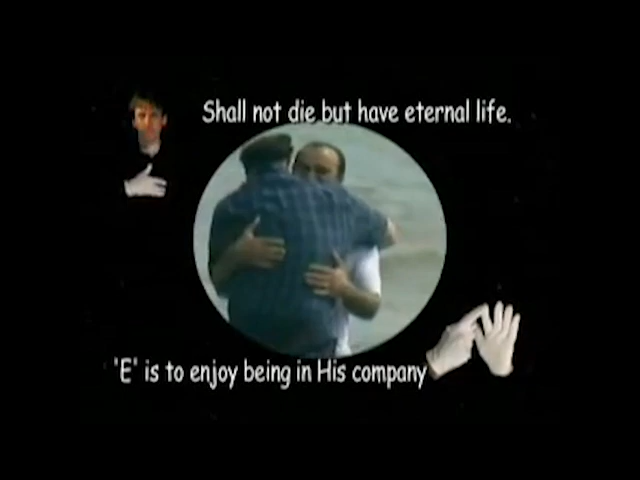 Shall not die but have eternal life.
'E' is to enjoy being in His company